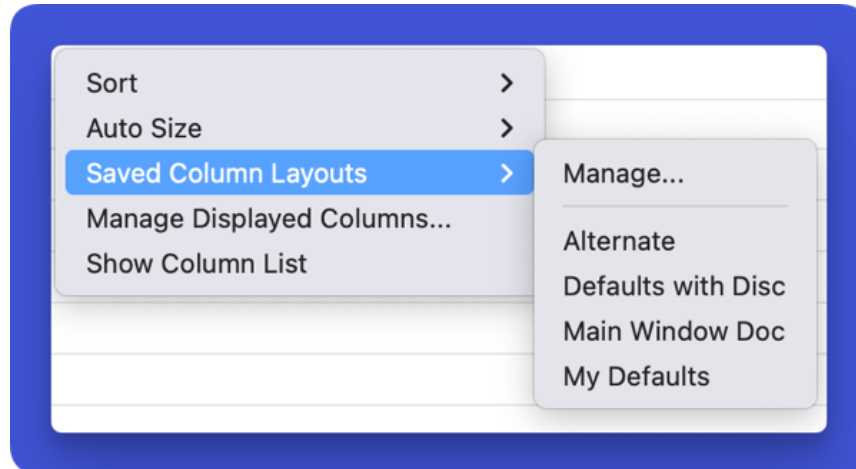 Sort
Auto Size
Saved Column Layouts
Manage Displayed Columns...
Show Column List
Manage...
Alternate
Defaults with Disc
Main Window Doc
My Defaults